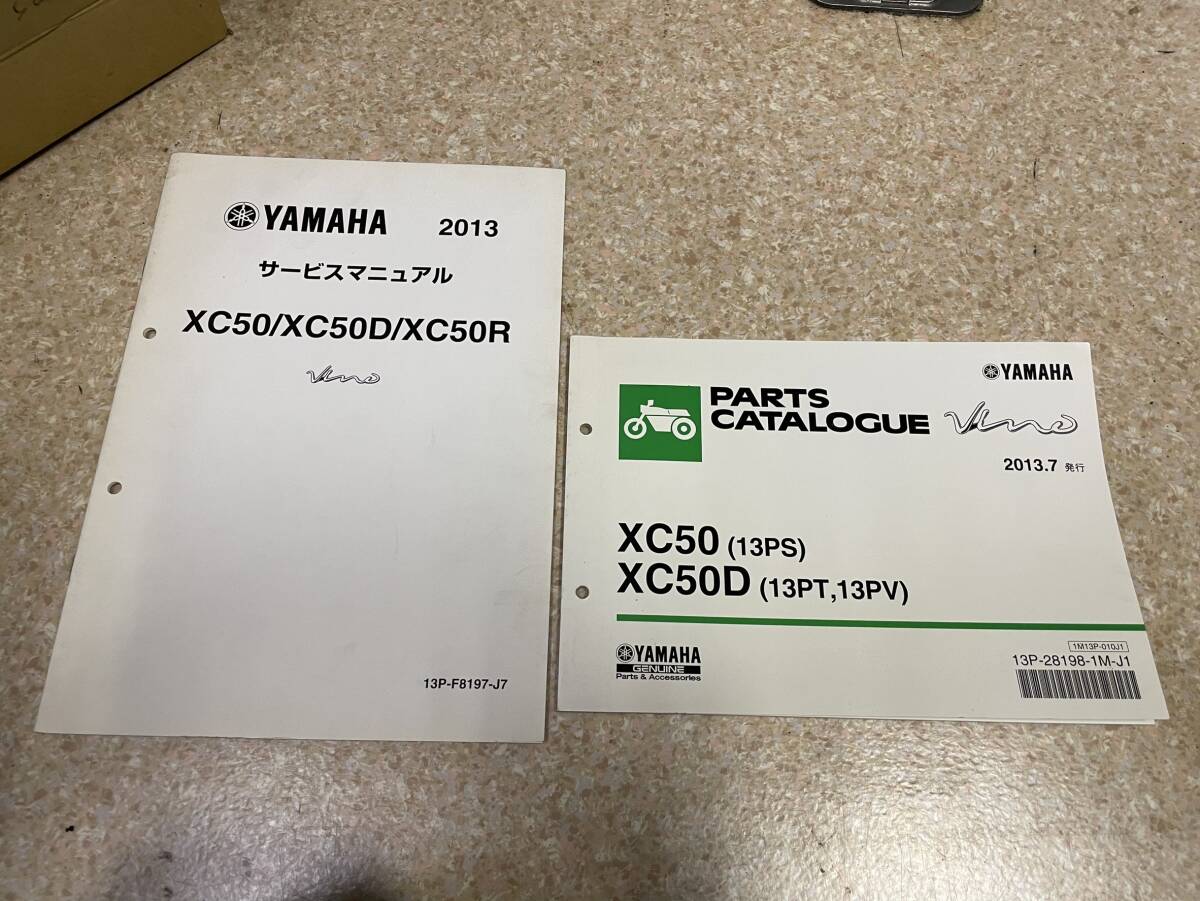 YAMAHA 2013
サービスマニュアル
XC50/XC50D/XC50R
Vino
13P-F8197-J7
YAMAHA
PARTS
CATALOGUE Vino
2013.7 発行
XC50 (13PS)
XC50D (13PT,13PV)
YAMAHA
GENUINE
Parts & Accessories
1M13P-010J1
13P-28198-1M-J1